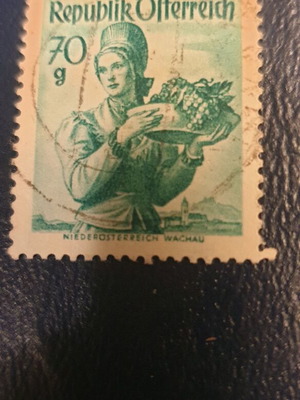 Republik Österreich
70
g
NIEDERÖSTERREICH WACHAU